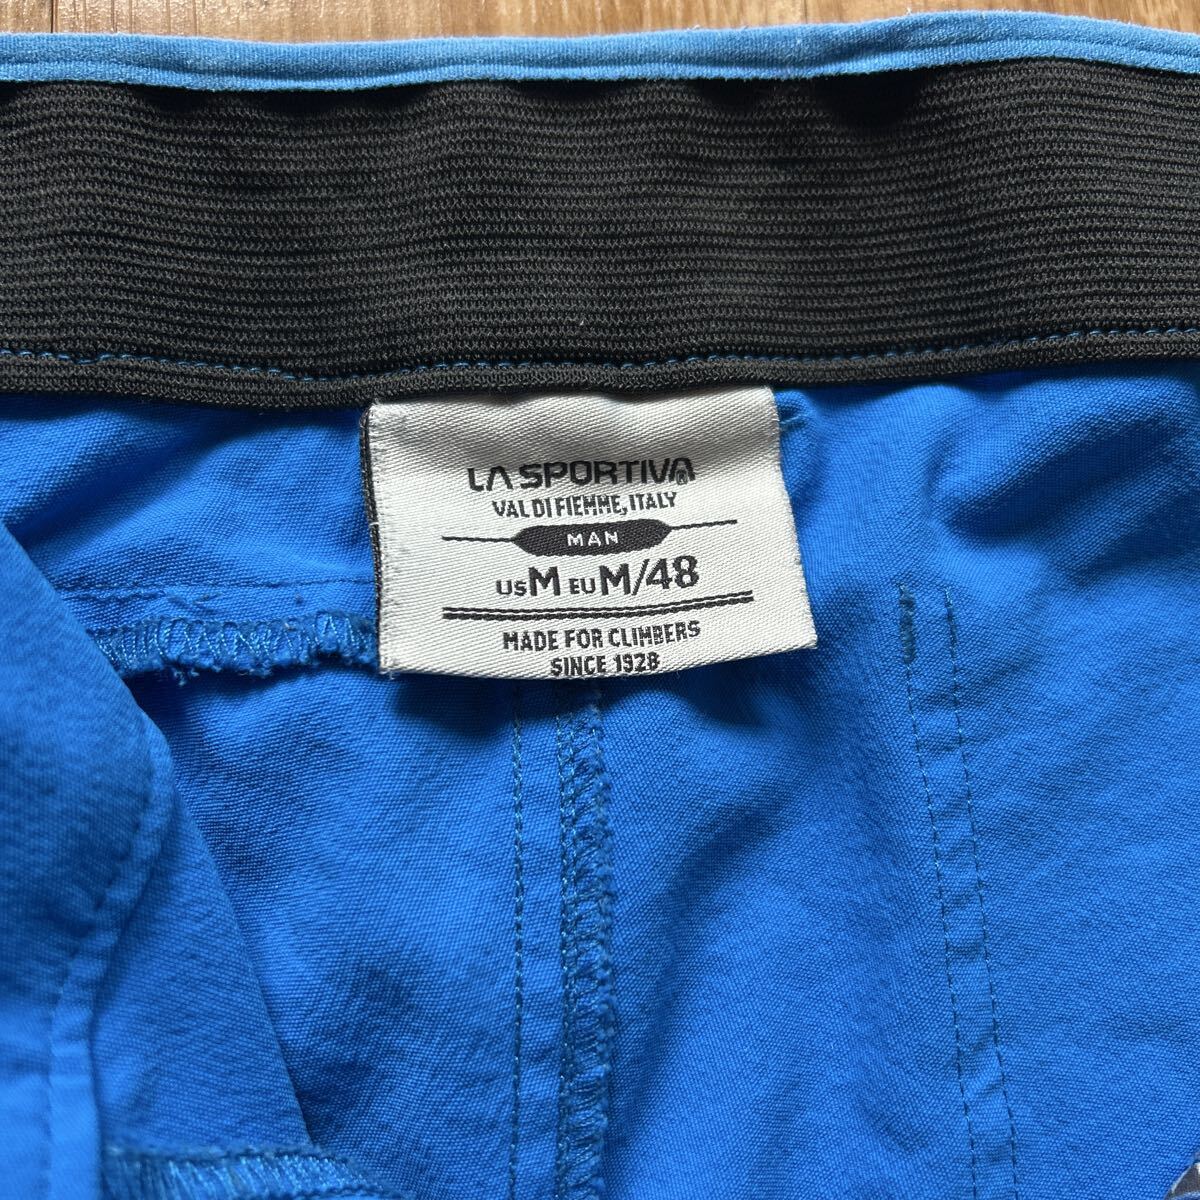 LA SPORTIVA®
VAL DI FIEMME, ITALY
MAN
US M EU M/48
MADE FOR CLIMBERS
SINCE 1928